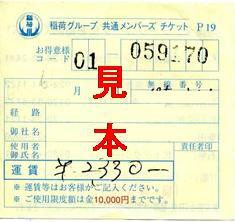 稲荷グループ 共通メンバーズ チケット P19
お得意様
コード 01 059170
月 無線番号
見本
経路
御社名
使用者
御氏名
責任者印
運賃 ¥2330—
※ 運賃等はお客様がご記入ください。
※ ご使用限度額は金10,000円までです。